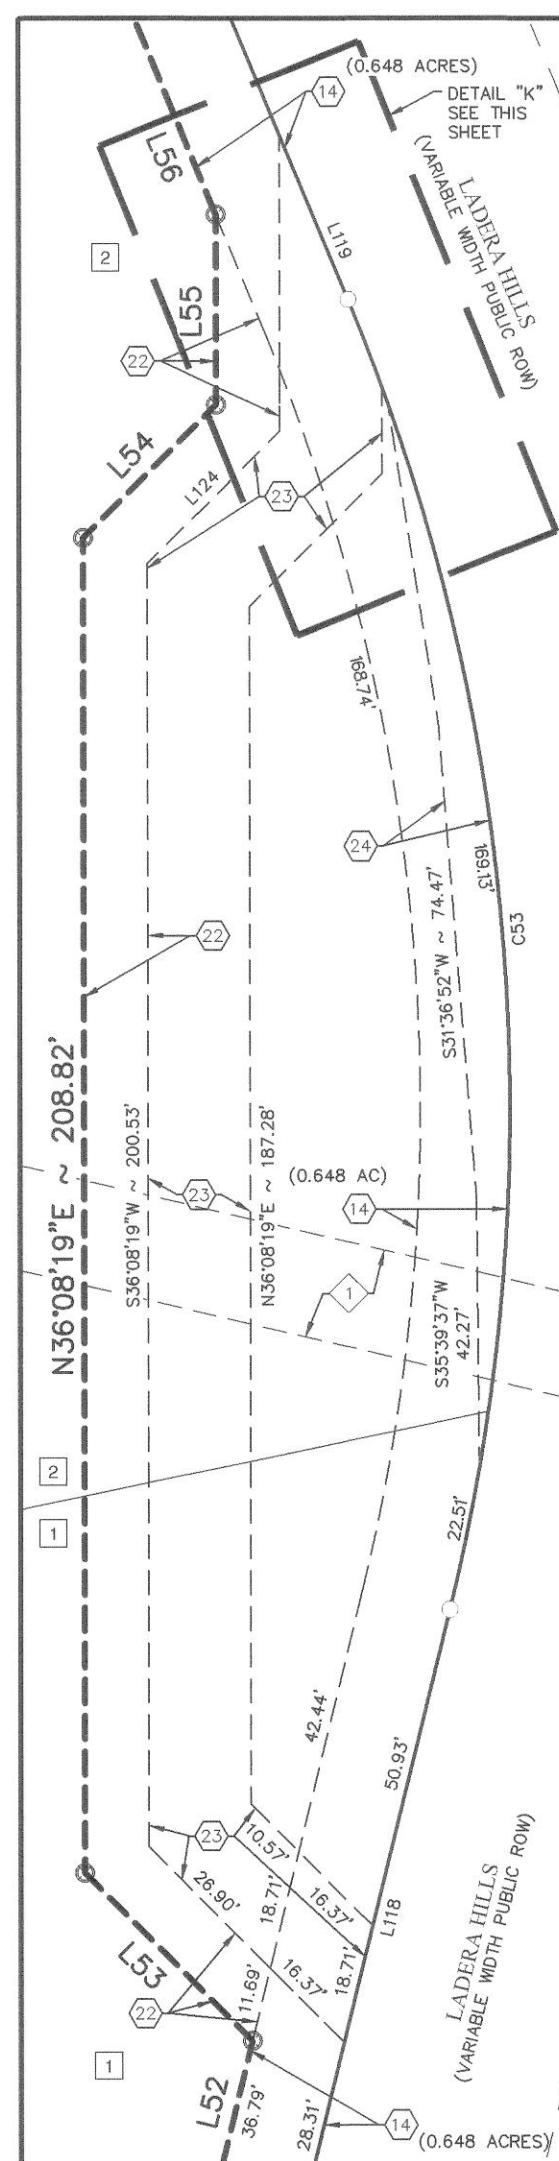 (0.648 ACRES)
14
DETAIL "K"
SEE THIS
SHEET
LADERA HILLS
(VARIABLE WIDTH PUBLIC ROW)
L56
L119
2
L55
22
L54
L124
23
168.74'
24
169.13'
C53
S31°36'52"W ~ 74.47'
22
N36°08'19"E ~ 208.82'
S36°08'19"W ~ 200.53'
23
N36°08'19"E ~ 187.28'
(0.648 AC)
14
1
S35°39'37"W
42.27'
2
1
22.51'
42.44'
50.93'
23
10.57'
26.90'
18.71'
16.37'
L118
18.71'
16.37'
L53
11.69'
22
1
LADERA HILLS
(VARIABLE WIDTH PUBLIC ROW)
L52
36.79'
28.31'
14
(0.648 ACRES)